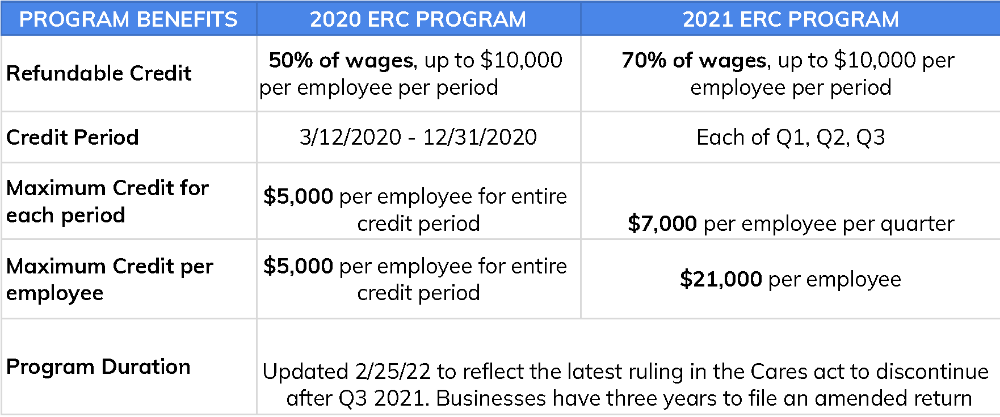 PROGRAM BENEFITS
2020 ERC PROGRAM
2021 ERC PROGRAM
Refundable Credit
50% of wages, up to $10,000
per employee per period
70% of wages, up to $10,000 per
employee per period
Credit Period
3/12/2020 - 12/31/2020
Each of Q1, Q2, Q3
Maximum Credit for
each period
$5,000 per employee for entire
credit period
$7,000 per employee per quarter
Maximum Credit per
employee
$5,000 per employee for entire
credit period
$21,000 per employee
Program Duration
Updated 2/25/22 to reflect the latest ruling in the Cares act to discontinue
after Q3 2021. Businesses have three years to file an amended return